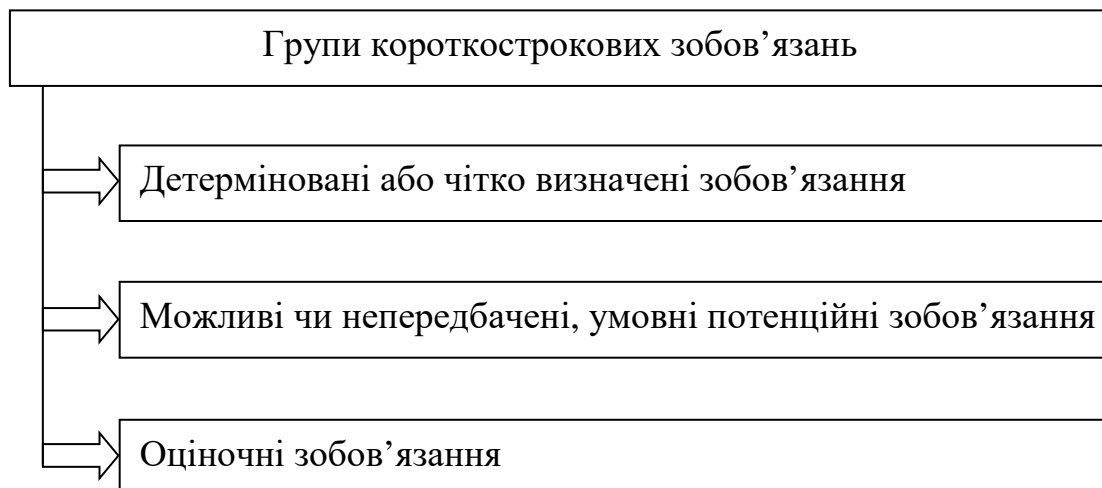 Групи короткострокових зобов’язань
Детерміновані або чітко визначені зобов’язання
Можливі чи непередбачені, умовні потенційні зобов’язання
Оціночні зобов’язання